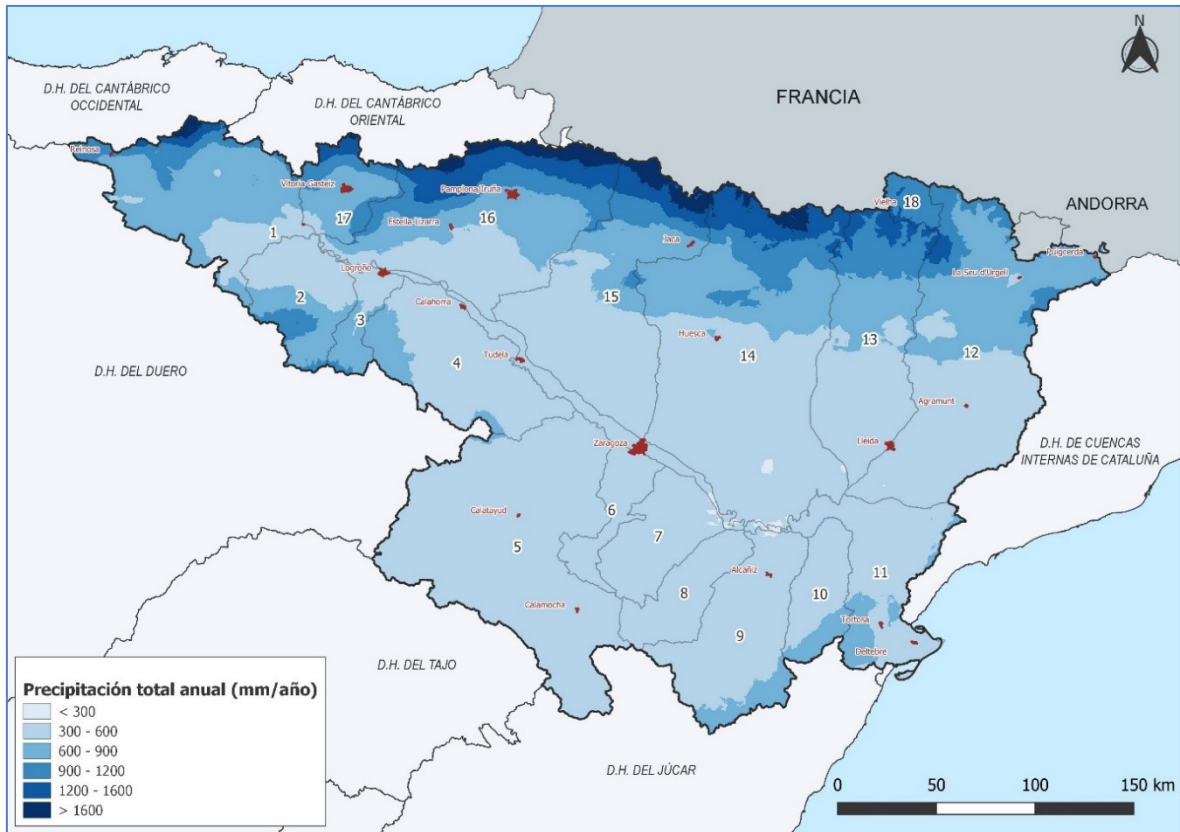 D.H. DEL CANTÁBRICO
OCCIDENTAL
D.H. DEL CANTÁBRICO
ORIENTAL
FRANCIA
N
Reinosa
Vitoria-Gasteiz
Pamplona/Iruña
Vielha
18
ANDORRA
17
Estella-Lizarra
16
1
Jaca
Puigcerda
Logroño
La Seu d'Urgell
2
15
3
Calahorra
Huesca
13
12
14
4
Tudela
D.H. DEL DUERO
Agramunt
Zaragoza
Lleida
D.H. DE CUENCAS
INTERNAS DE CATALUÑA
Calatayud
6
7
5
Alcañiz
11
8
10
Calamocha
Tortosa
9
Deltebre
D.H. DEL TAJO
D.H. DEL JÚCAR
Precipitación total anual (mm/año)
< 300
300 - 600
600 - 900
900 - 1200
1200 - 1600
> 1600
0 50 100 150 km